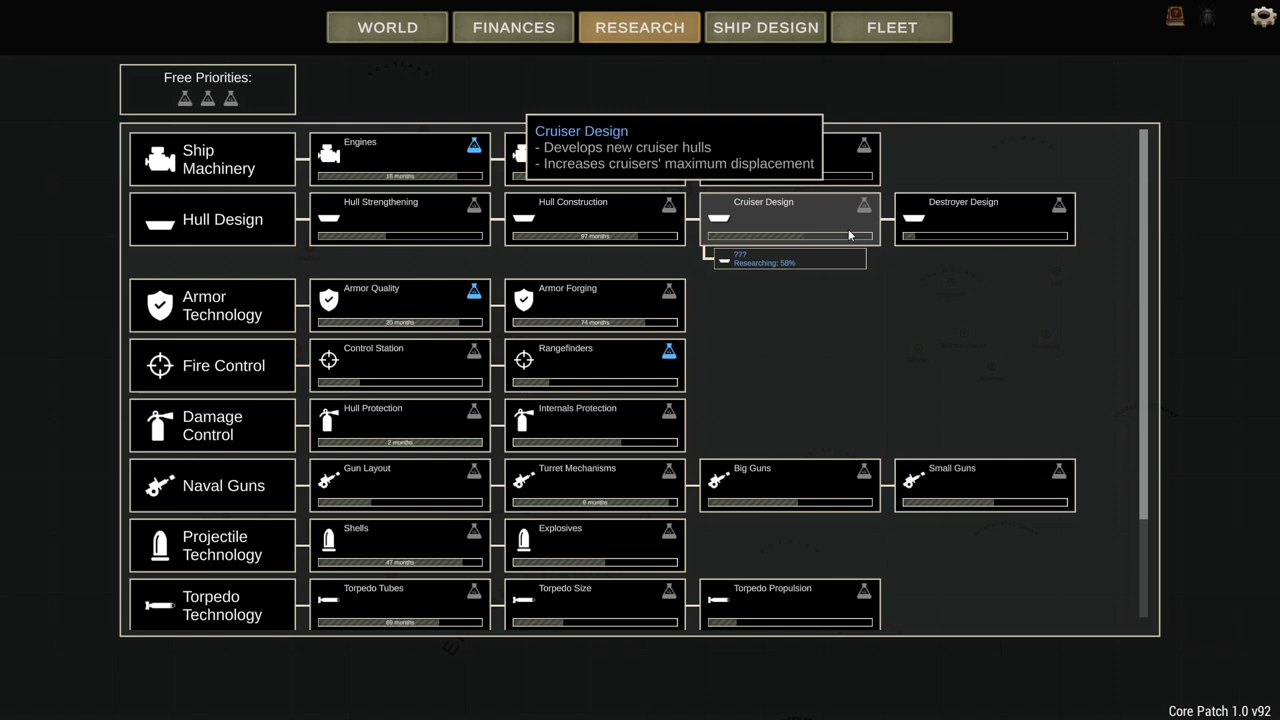 WORLD
FINANCES
RESEARCH
SHIP DESIGN
FLEET
Free Priorities:
Cruiser Design
- Develops new cruiser hulls
- Increases cruisers' maximum displacement
Ship
Machinery
Engines
18 months
Hull Design
Hull Strengthening
Hull Construction
87 months
Cruiser Design
Destroyer Design
???
Researching: 58%
Armor
Technology
Armor Quality
20 months
Armor Forging
74 months
Fire Control
Control Station
Rangefinders
Damage
Control
Hull Protection
2 months
Internals Protection
Naval Guns
Gun Layout
Turret Mechanisms
9 months
Big Guns
Small Guns
Projectile
Technology
Shells
47 months
Explosives
Torpedo
Technology
Torpedo Tubes
69 months
Torpedo Size
Torpedo Propulsion
Core Patch 1.0 v92